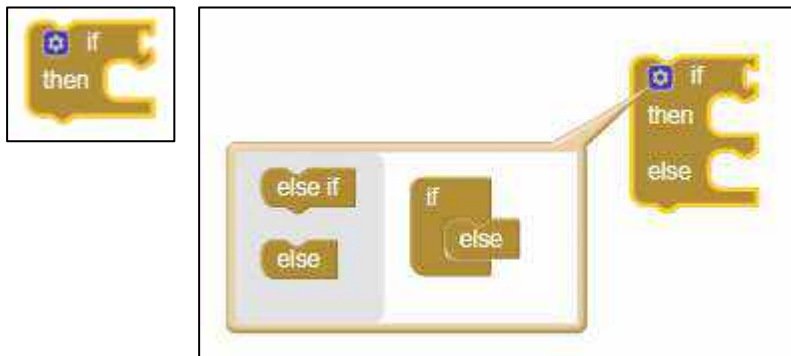 if
then
if
then
else
else if
else
if
else